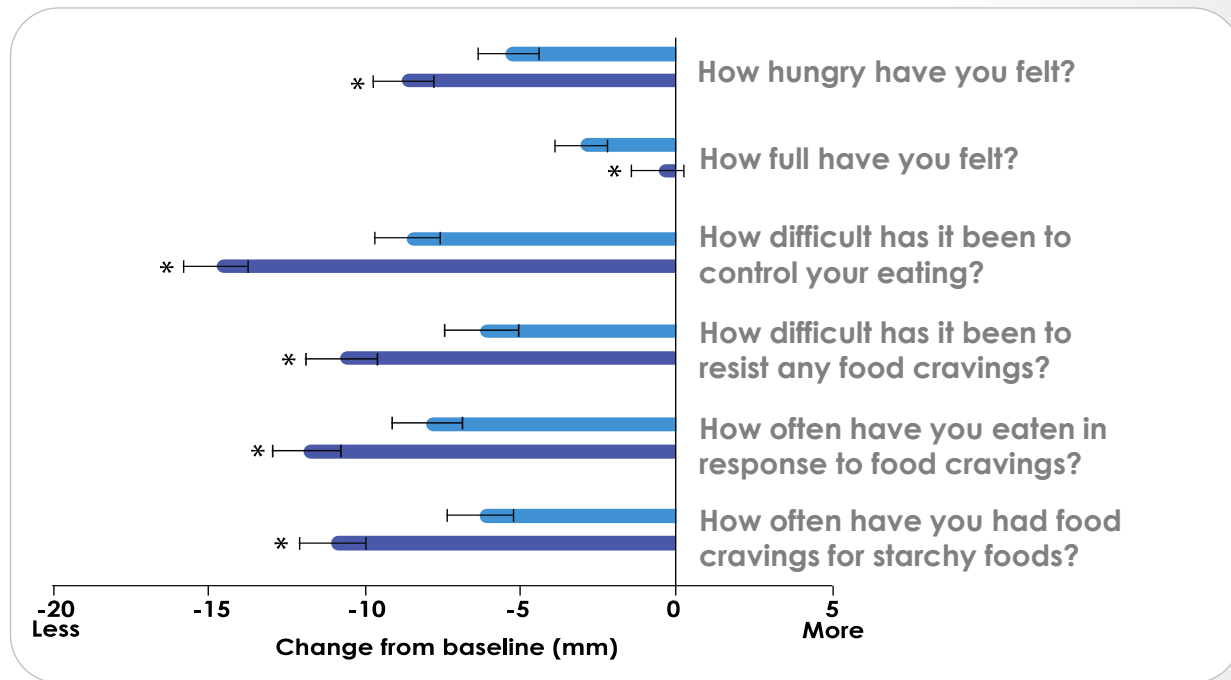 *
How hungry have you felt?
How full have you felt?
*
How difficult has it been to
control your eating?
*
How difficult has it been to
resist any food cravings?
*
How often have you eaten in
response to food cravings?
*
How often have you had food
cravings for starchy foods?
*
-20 -15 -10 -5 0 5
Less More
Change from baseline (mm)